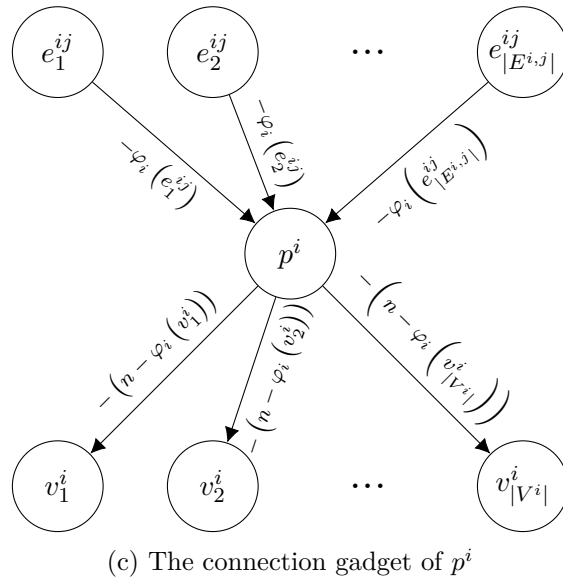 e_1^{ij} e_2^{ij} ... e_{|E^{i,j}|}^{ij}
-φ_i(e_1^{ij}) -φ_i(e_2^{ij}) -φ_i(e_{|E^{i,j}|}^{ij})
p^i
-(n - φ_i(v_1^i)) -(n - φ_i(v_2^i)) -(n - φ_i(v_{|V^i|}^i))
v_1^i v_2^i ... v_{|V^i|}^i
(c) The connection gadget of p^i